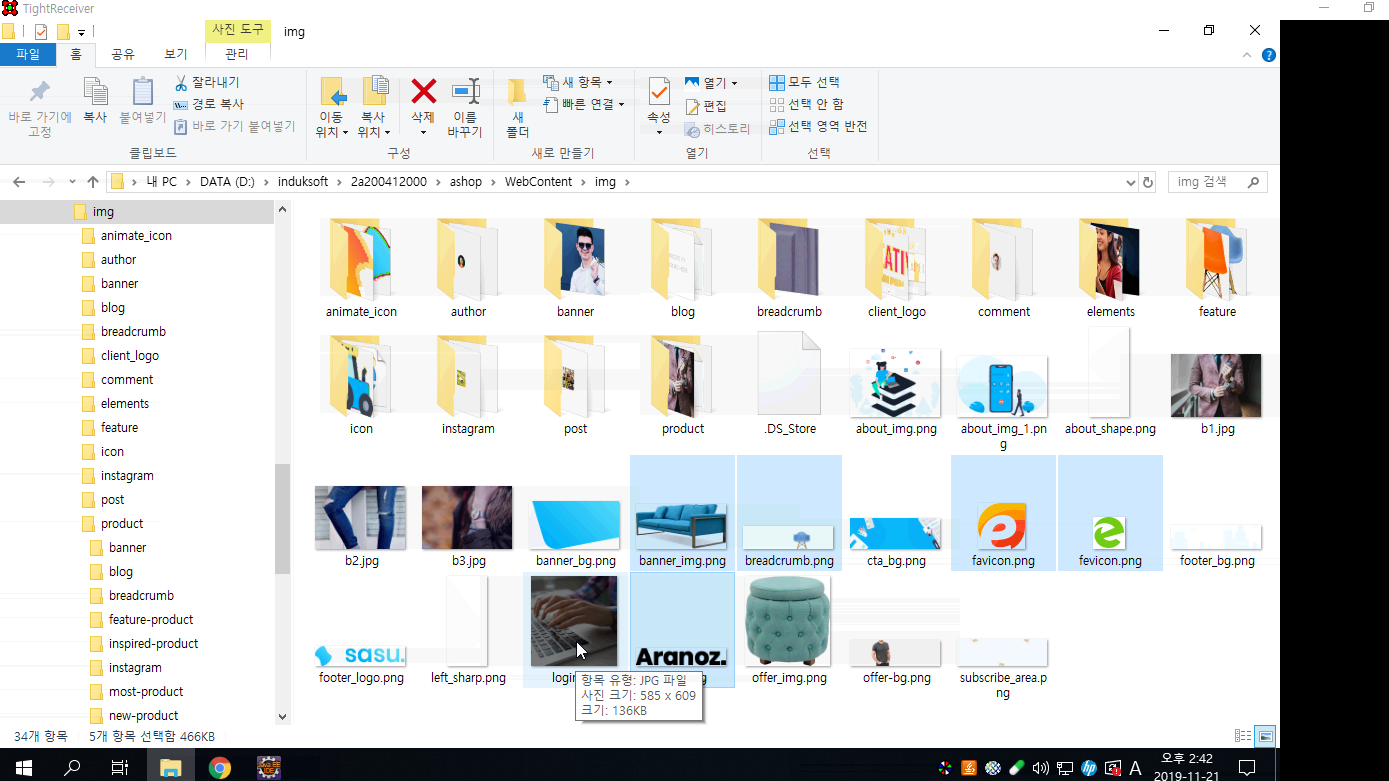 TightReceiver
사진 도구
img
파일
홈
공유
보기
관리
바로 가기에
고정
복사
붙여넣기
잘라내기
경로 복사
바로 가기 붙여넣기
클립보드
이동
위치
복사
위치
삭제
이름
바꾸기
구성
새
폴더
새 항목
빠른 연결
새로 만들기
속성
열기
편집
히스토리
열기
모두 선택
선택 안 함
선택 영역 반전
선택
내 PC > DATA (D:) > induksoft > 2a200412000 > ashop > WebContent > img >
img 검색
img
animate_icon
author
banner
blog
breadcrumb
client_logo
comment
elements
feature
icon
instagram
post
product
banner
blog
breadcrumb
feature-product
inspired-product
instagram
most-product
new-product
animate_icon
author
banner
blog
breadcrumb
client_logo
comment
elements
feature
icon
instagram
post
product
.DS_Store
about_img.png
about_img_1.pn
g
about_shape.png
b1.jpg
b2.jpg
b3.jpg
banner_bg.png
banner_img.png
breadcrumb.png
cta_bg.png
favicon.png
fevicon.png
footer_bg.png
sasu.
footer_logo.png
left_sharp.png
Aranoz.
offer_img.png
offer-bg.png
subscribe_area.p
ng
항목 유형: JPG 파일
사진 크기: 585 x 609
크기: 136KB
34개 항목
5개 항목 선택함 466KB
A
오후 2:42
2019-11-21